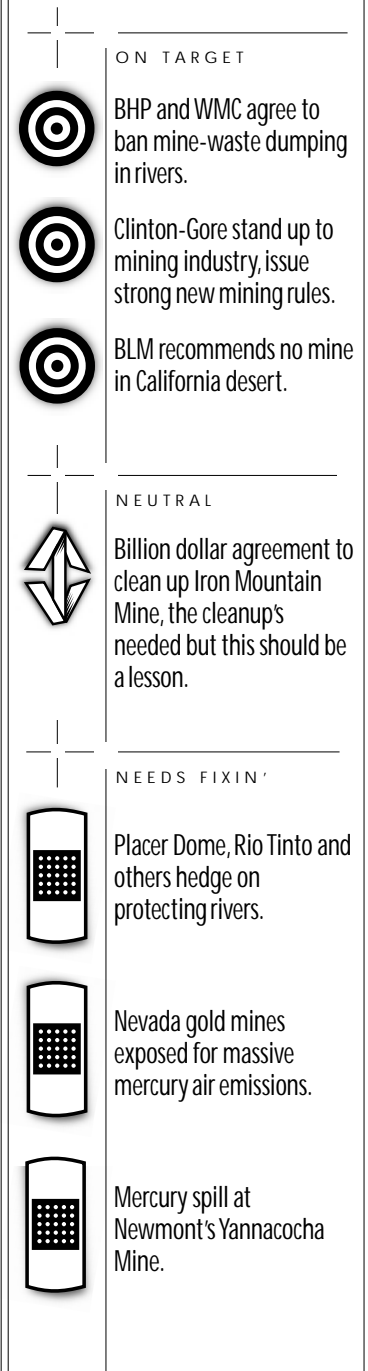 ON TARGET
BHP and WMC agree to
ban mine-waste dumping
in rivers.
Clinton-Gore stand up to
mining industry, issue
strong new mining rules.
BLM recommends no mine
in California desert.
NEUTRAL
Billion dollar agreement to
clean up Iron Mountain
Mine, the cleanup's
needed but this should be
a lesson.
NEEDS FIXIN'
Placer Dome, Rio Tinto and
others hedge on
protecting rivers.
Nevada gold mines
exposed for massive
mercury air emissions.
Mercury spill at
Newmont's Yannacocha
Mine.